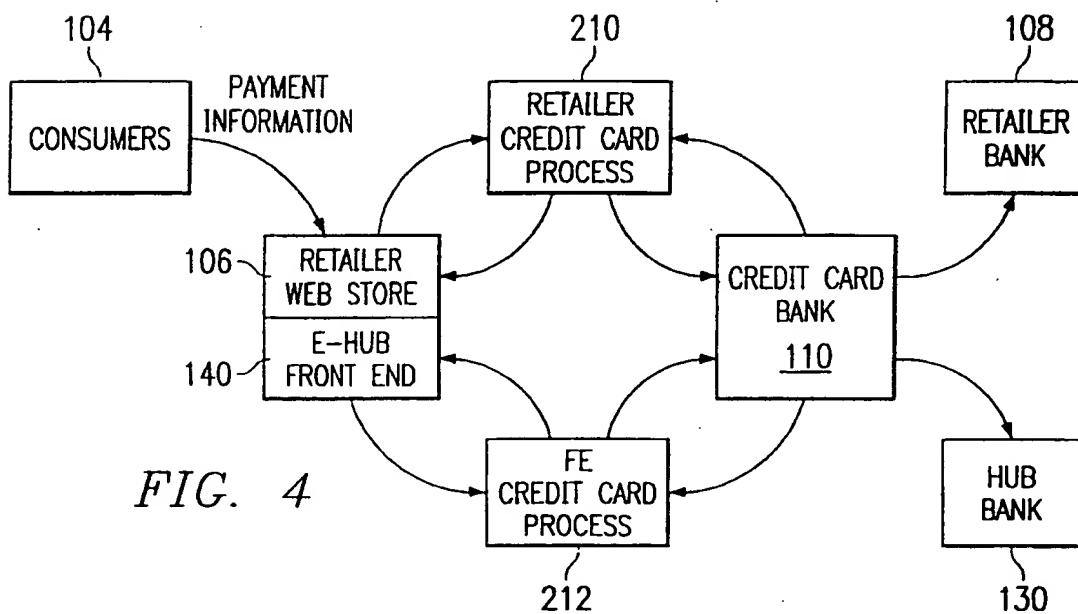 104
210
108
PAYMENT
INFORMATION
CONSUMERS
RETAILER
CREDIT CARD
PROCESS
RETAILER
BANK
106
RETAILER
WEB STORE
CREDIT CARD
BANK
110
140
E-HUB
FRONT END
FIG. 4
FE
CREDIT CARD
PROCESS
HUB
BANK
212
130